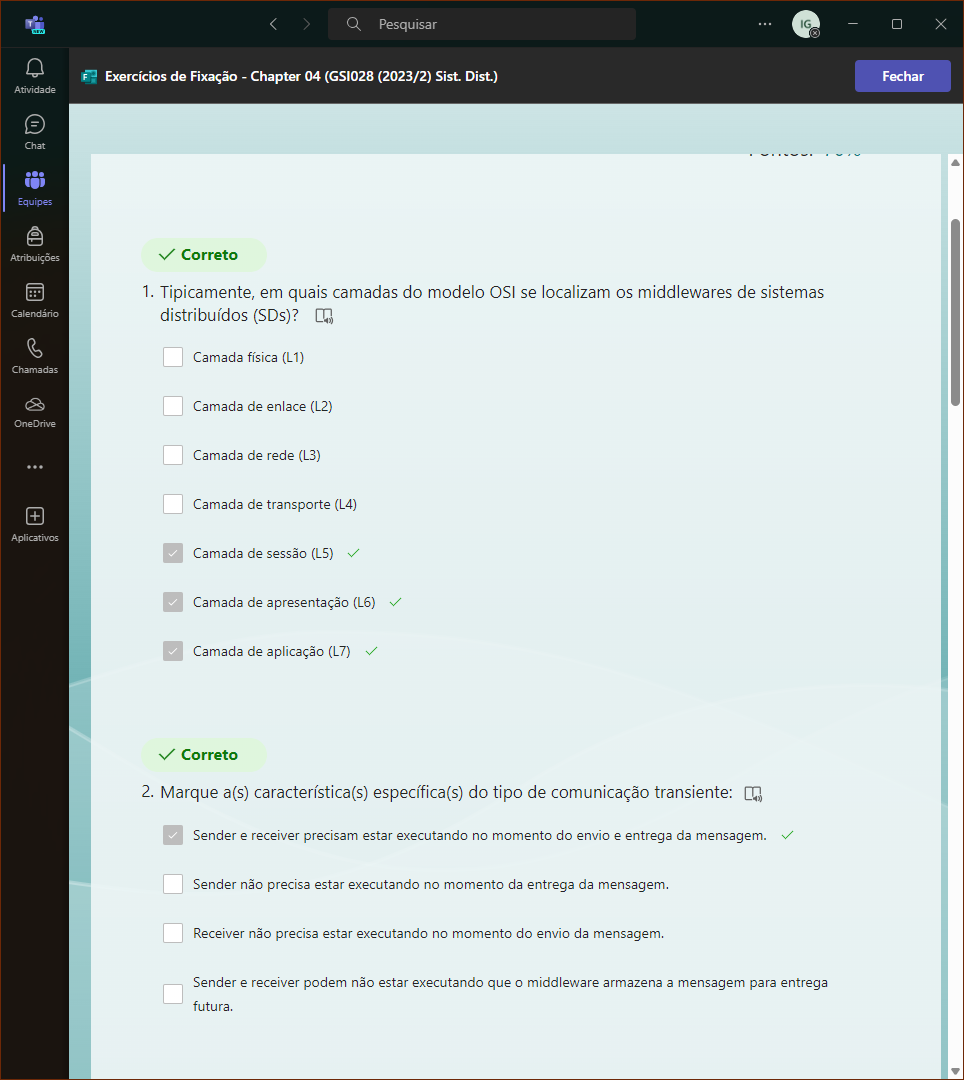 Pesquisar
IG
Atividade
Chat
Equipes
Atribuições
Calendário
Chamadas
OneDrive
Aplicativos
Exercícios de Fixação - Chapter 04 (GSI028 (2023/2) Sist. Dist.)
Fechar
Correto
1. Tipicamente, em quais camadas do modelo OSI se localizam os middlewares de sistemas
distribuídos (SDs)?
Camada física (L1)
Camada de enlace (L2)
Camada de rede (L3)
Camada de transporte (L4)
Camada de sessão (L5)
Camada de apresentação (L6)
Camada de aplicação (L7)
Correto
2. Marque a(s) característica(s) específica(s) do tipo de comunicação transiente:
Sender e receiver precisam estar executando no momento do envio e entrega da mensagem.
Sender não precisa estar executando no momento da entrega da mensagem.
Receiver não precisa estar executando no momento do envio da mensagem.
Sender e receiver podem não estar executando que o middleware armazena a mensagem para entrega
futura.